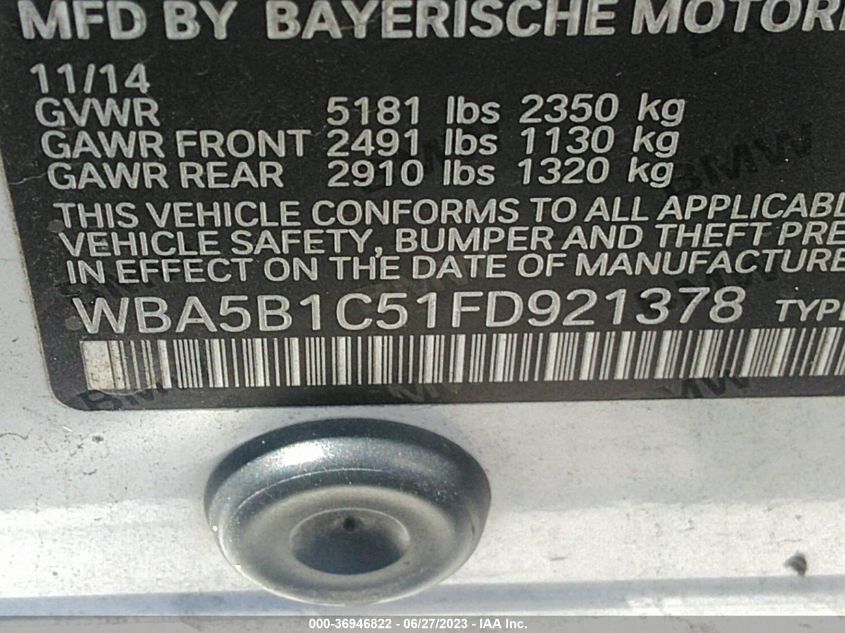 MFD BY BAYERISCHE MOTORE
11/14
GVWR 5181 lbs 2350 kg
GAWR FRONT 2491 lbs 1130 kg
GAWR REAR 2910 lbs 1320 kg
THIS VEHICLE CONFORMS TO ALL APPLICABL
VEHICLE SAFETY, BUMPER AND THEFT PRE
IN EFFECT ON THE DATE OF MANUFACTURE
WBA5B1C51FD921378 TYPE
000-36946822 - 06/27/2023 - IAA Inc.